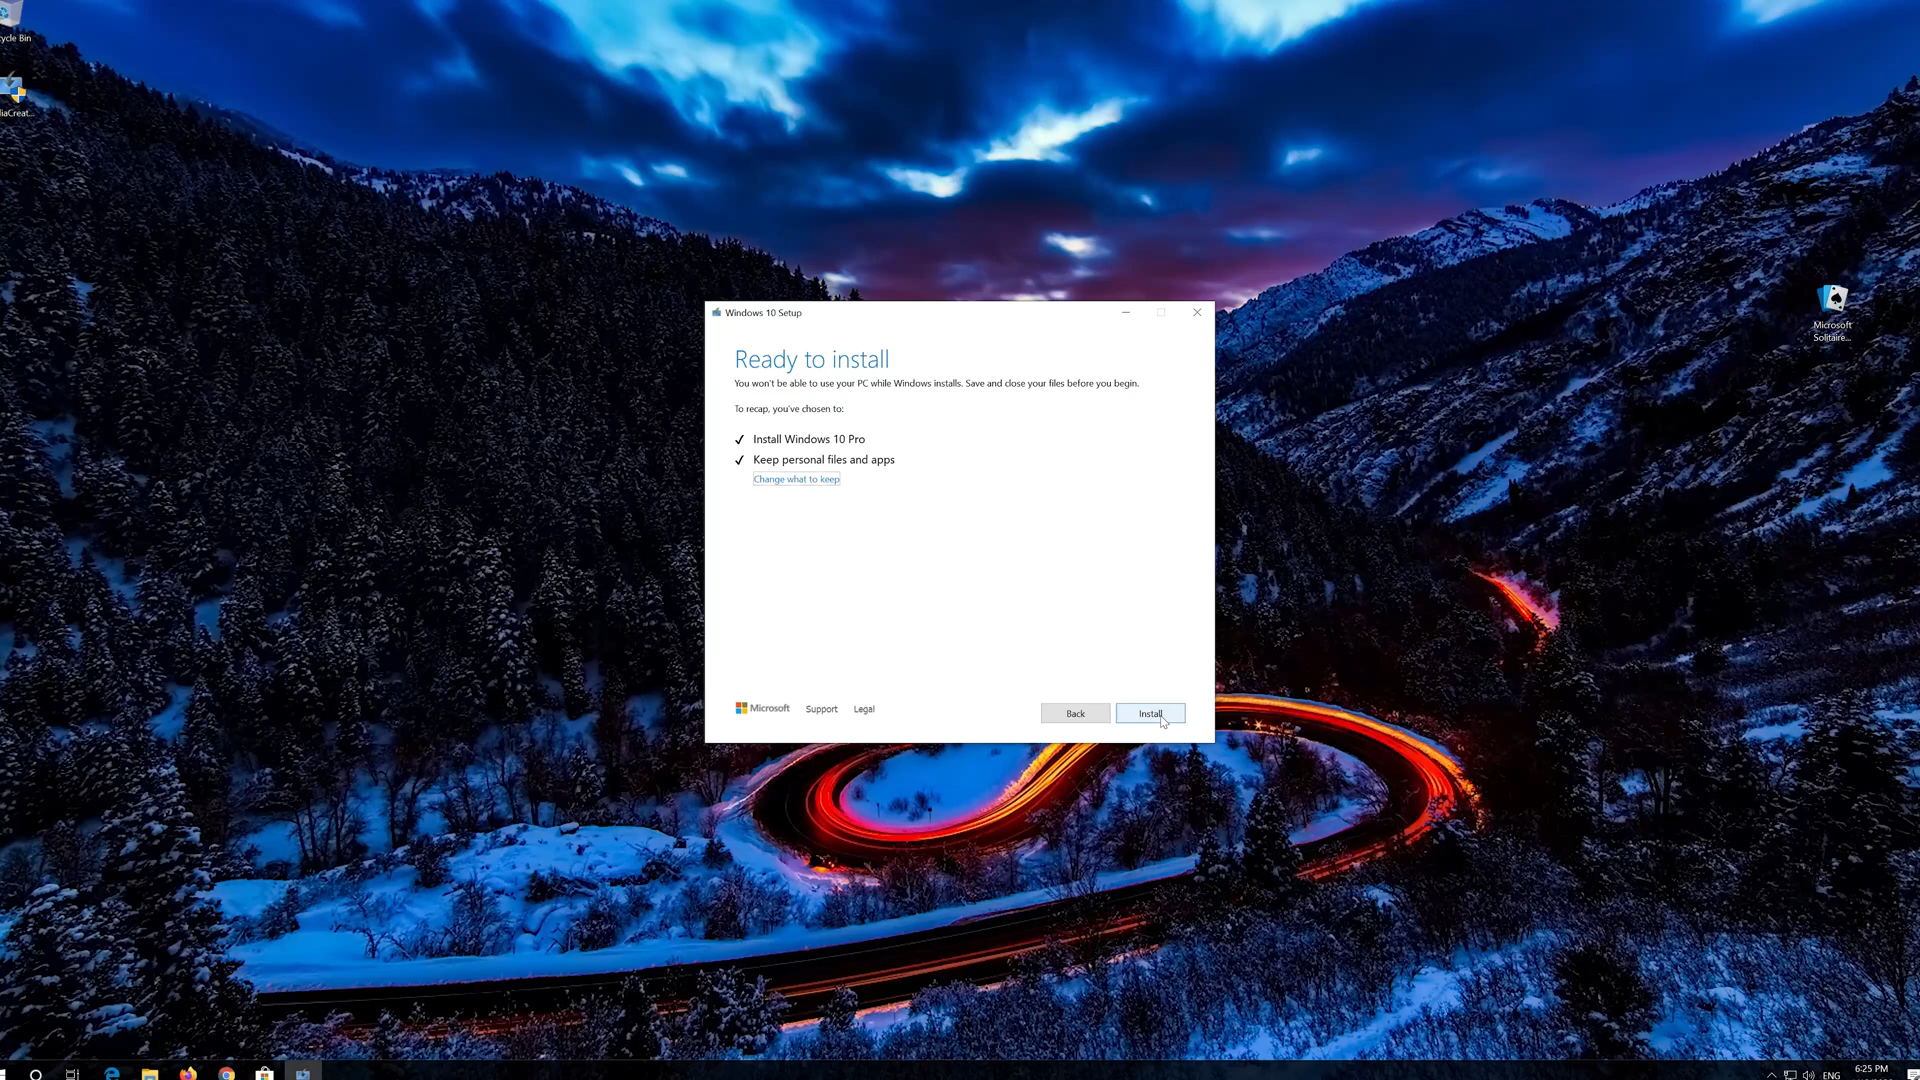 cycle Bin
diaCreat...
Windows 10 Setup
Ready to install
You won't be able to use your PC while Windows installs. Save and close your files before you begin.
To recap, you've chosen to:
Install Windows 10 Pro
Keep personal files and apps
Change what to keep
Microsoft
Support
Legal
Back
Install
Microsoft
Solitaire...
ENG
6:25 PM